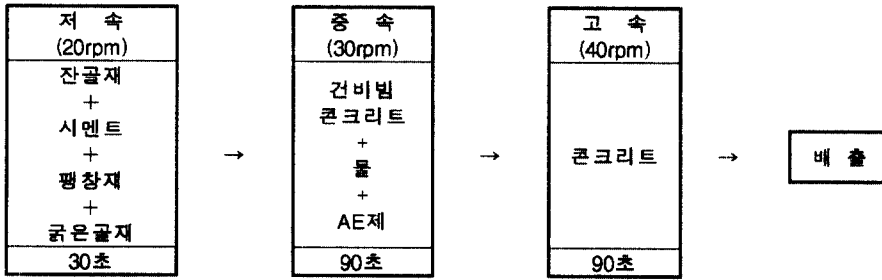 저 속
(20rpm)
잔골재
+
시멘트
+
팽창재
+
굵은골재
30초
→
중 속
(30rpm)
건비빔
콘크리트
+
물
+
AE제
90초
→
고 속
(40rpm)
콘크리트
90초
→
배 출